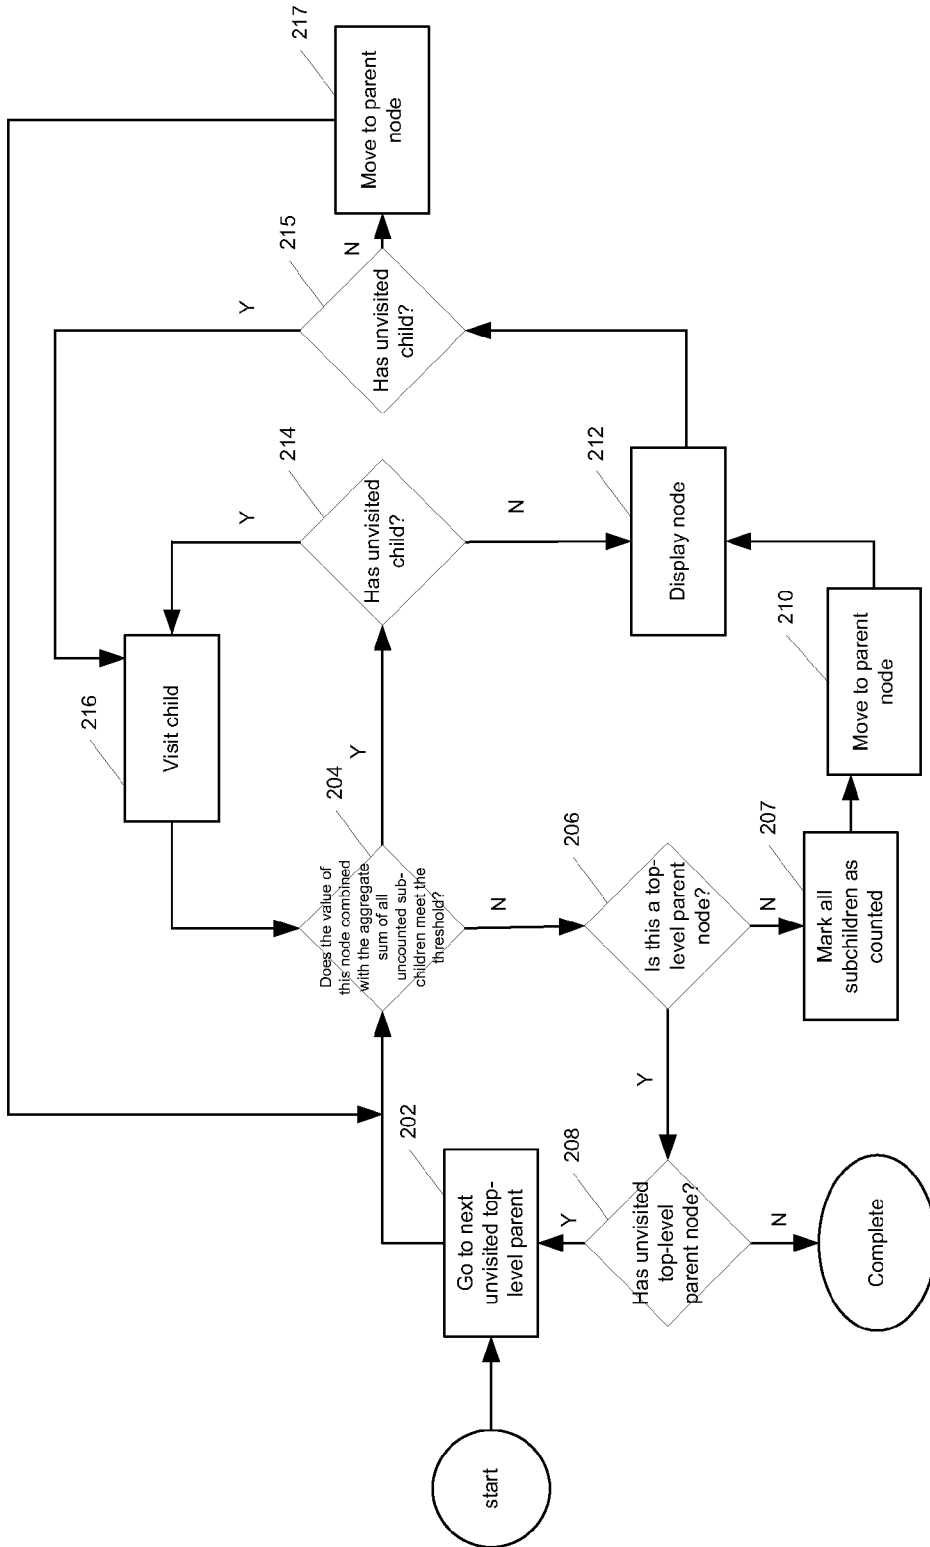 start
Go to next
unvisited top-
level parent
202
Has unvisited
top-level
parent node?
208
Y
N
Complete
Does the value of
this node combined
with the aggregate
sum of all
uncounted sub-
children meet the
threshold?
204
Y
N
Is this a top-
level parent
node?
206
Y
N
Mark all
subchildren as
counted
207
Move to parent
node
210
Visit child
216
Has unvisited
child?
214
Y
N
Display node
212
Has unvisited
child?
215
Y
N
Move to parent
node
217